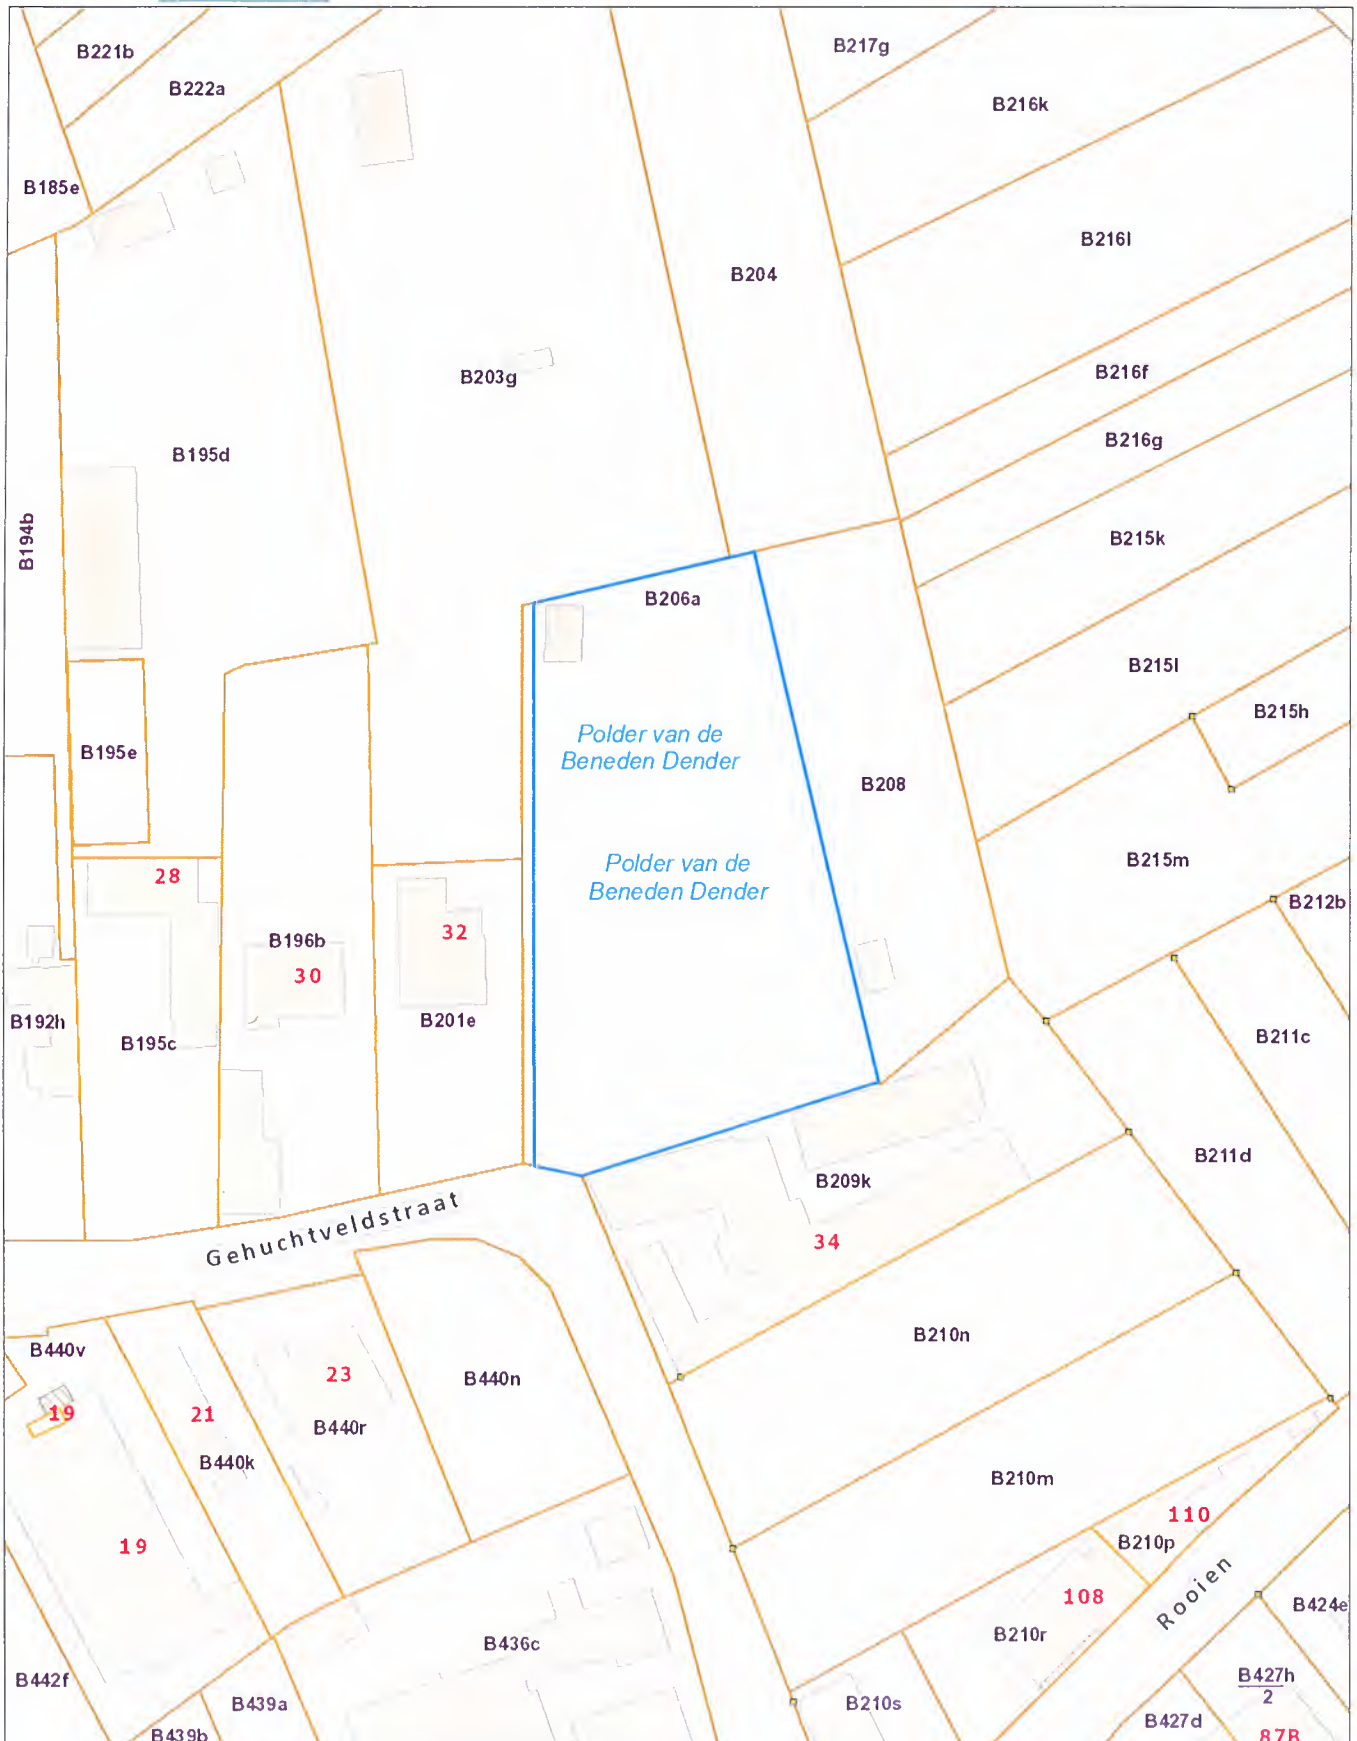 B221b
B217g
B222a
B216k
B185e
B216l
B204
B203g
B216f
B216g
B195d
B194b
B215k
B206a
B215l
B215h
Polder van de
Beneden Dender
B195e
B208
Polder van de
Beneden Dender
B215m
28
B212b
32
B196b
30
B192h
B201e
B195c
B211c
B211d
B209k
Gehuchtveldstraat
34
B210n
B440v
23
B440n
19
21
B440r
B440k
B210m
110
19
B210p
Rooien
108
B424e
B210r
B436c
B442f
B427h
2
B439a
B210s
B427d
B439b
87B